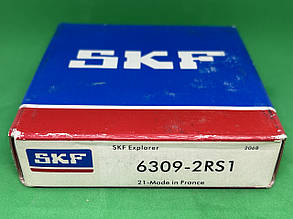 SKF
SKF Explorer
2068
SKF
6309-2RS1
21-Made in France